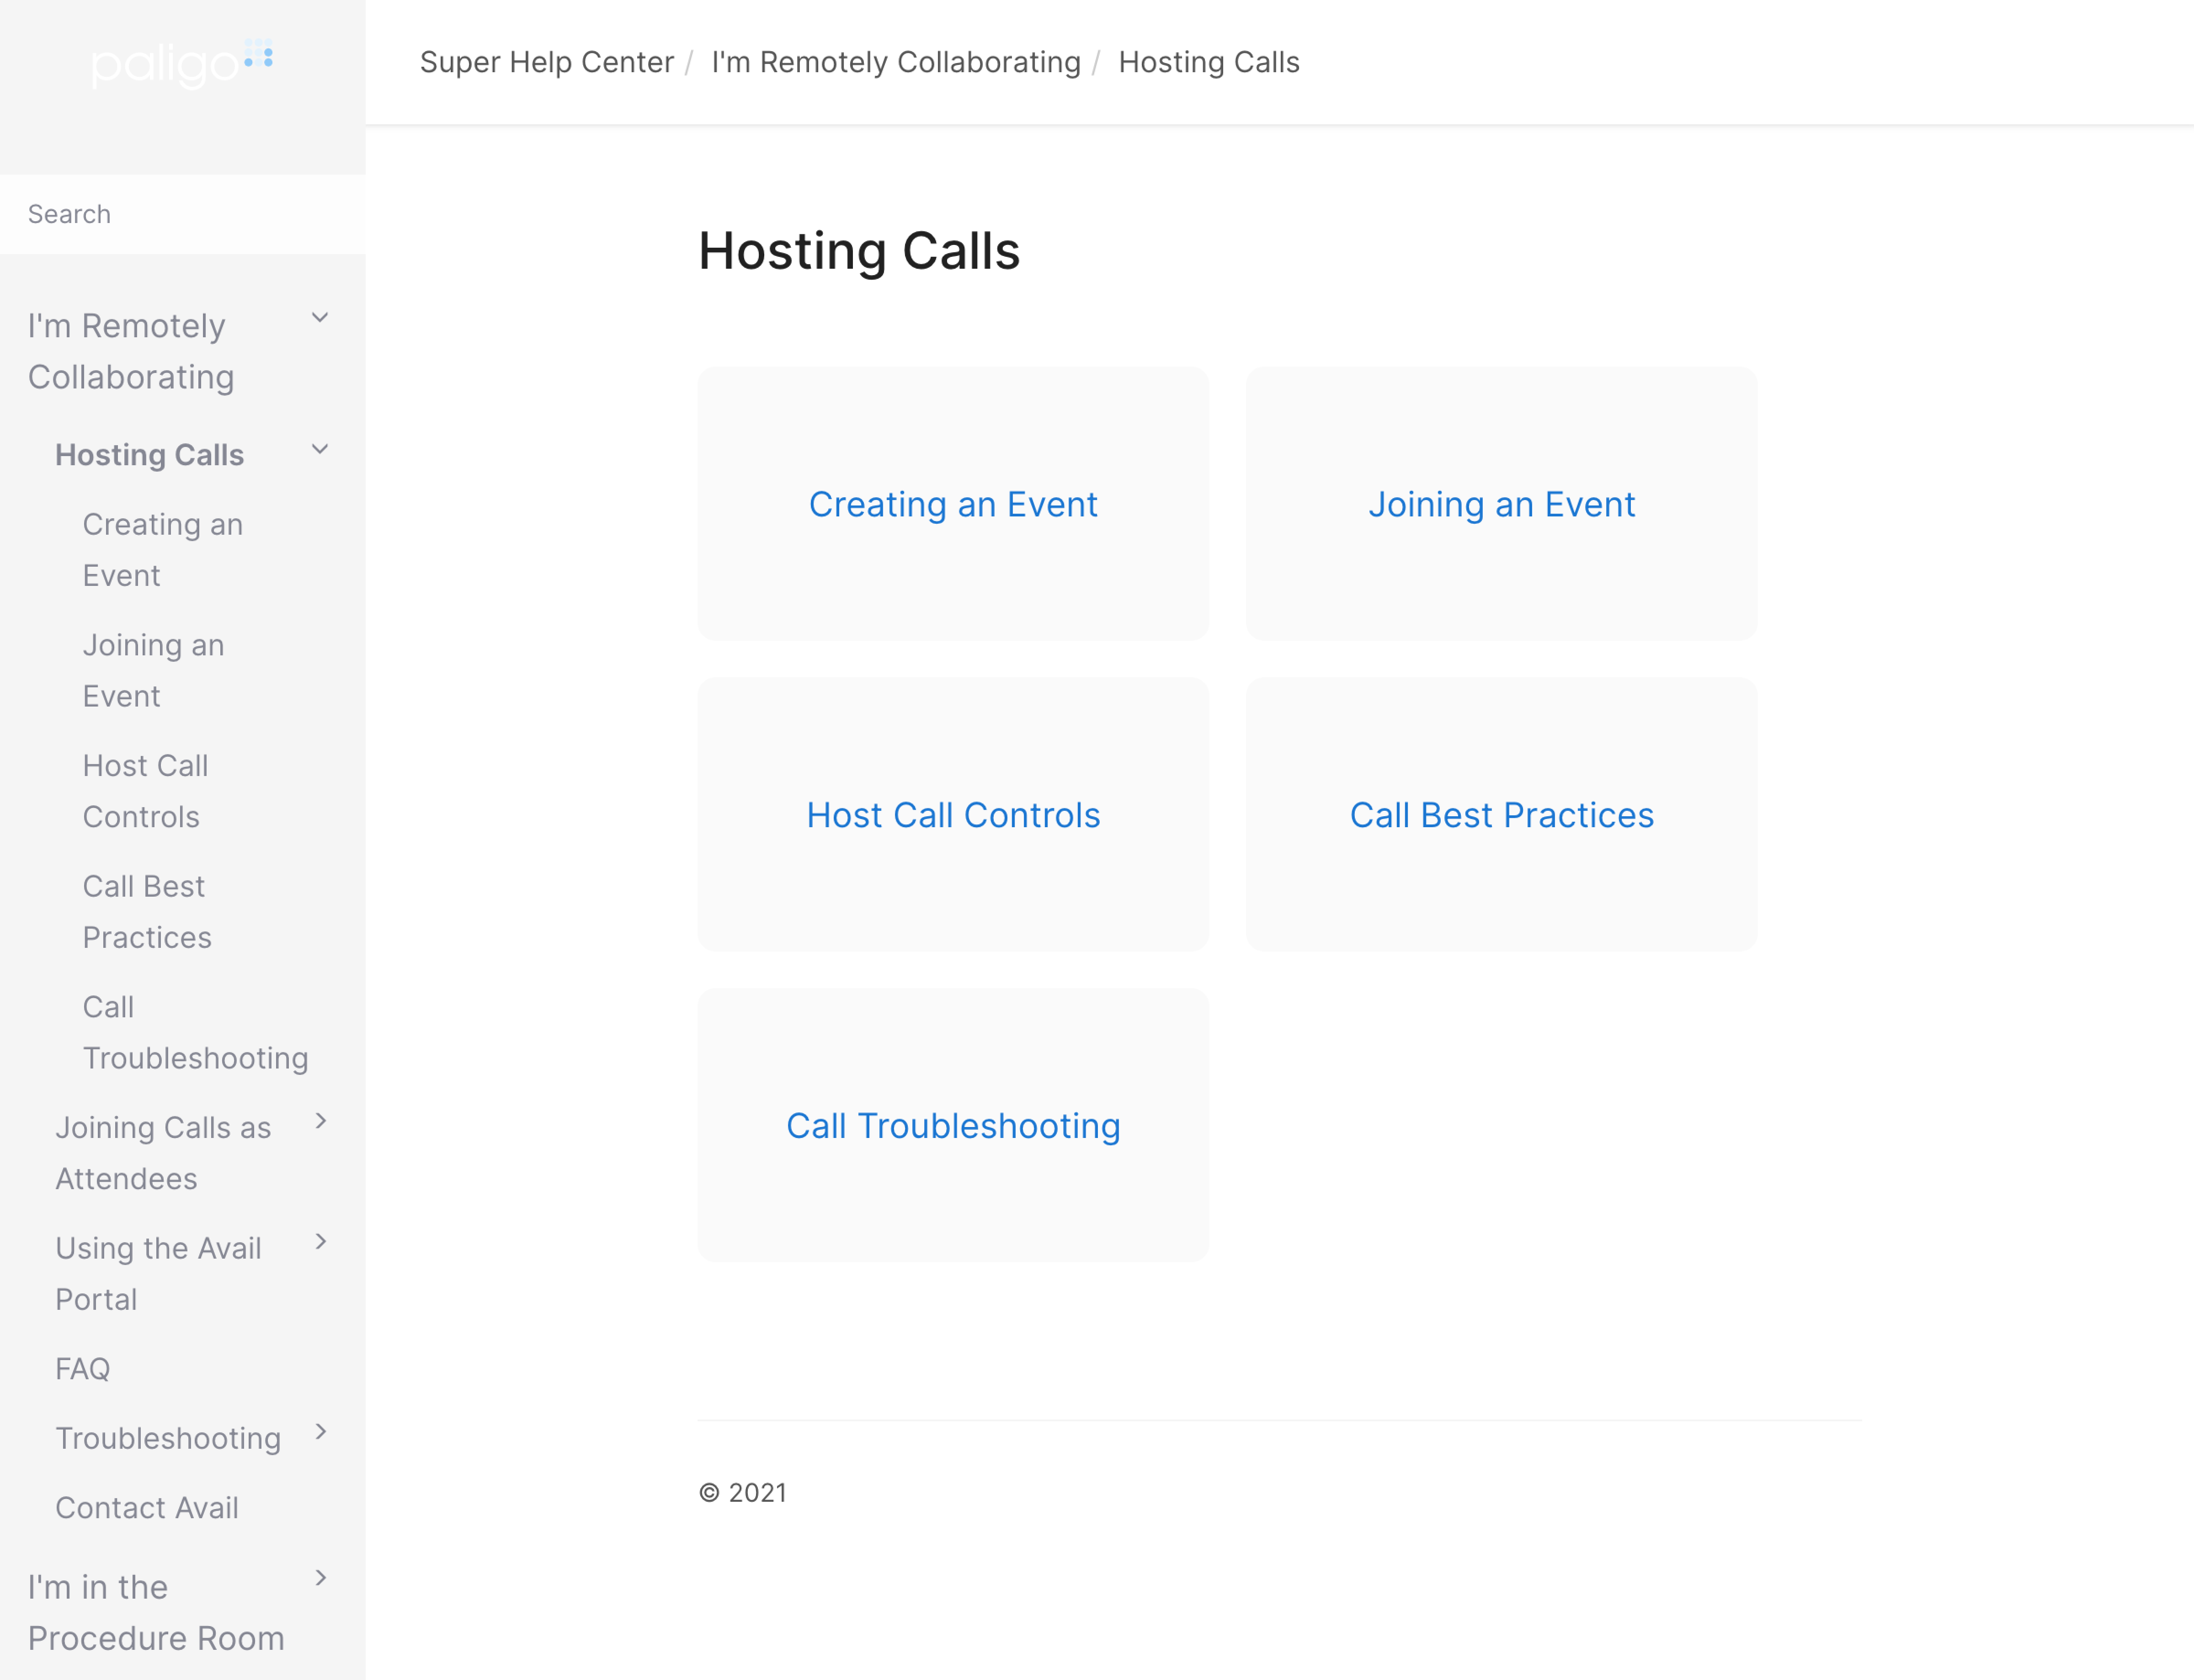 paligo
Super Help Center / I'm Remotely Collaborating / Hosting Calls
Search
I'm Remotely
Collaborating
Hosting Calls
Creating an
Event
Joining an
Event
Host Call
Controls
Call Best
Practices
Call
Troubleshooting
Joining Calls as
Attendees
Using the Avail
Portal
FAQ
Troubleshooting
Contact Avail
I'm in the
Procedure Room
Hosting Calls
Creating an Event
Joining an Event
Host Call Controls
Call Best Practices
Call Troubleshooting
© 2021